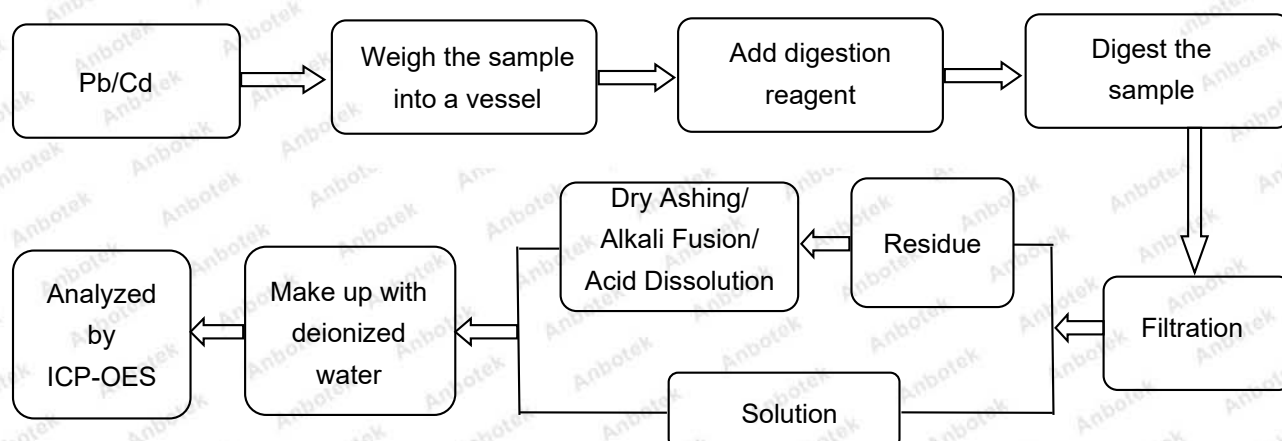 Pb/Cd
Weigh the sample
into a vessel
Add digestion
reagent
Digest the
sample
Filtration
Residue
Dry Ashing/
Alkali Fusion/
Acid Dissolution
Solution
Make up with
deionized
water
Analyzed
by
ICP-OES
Anbotek